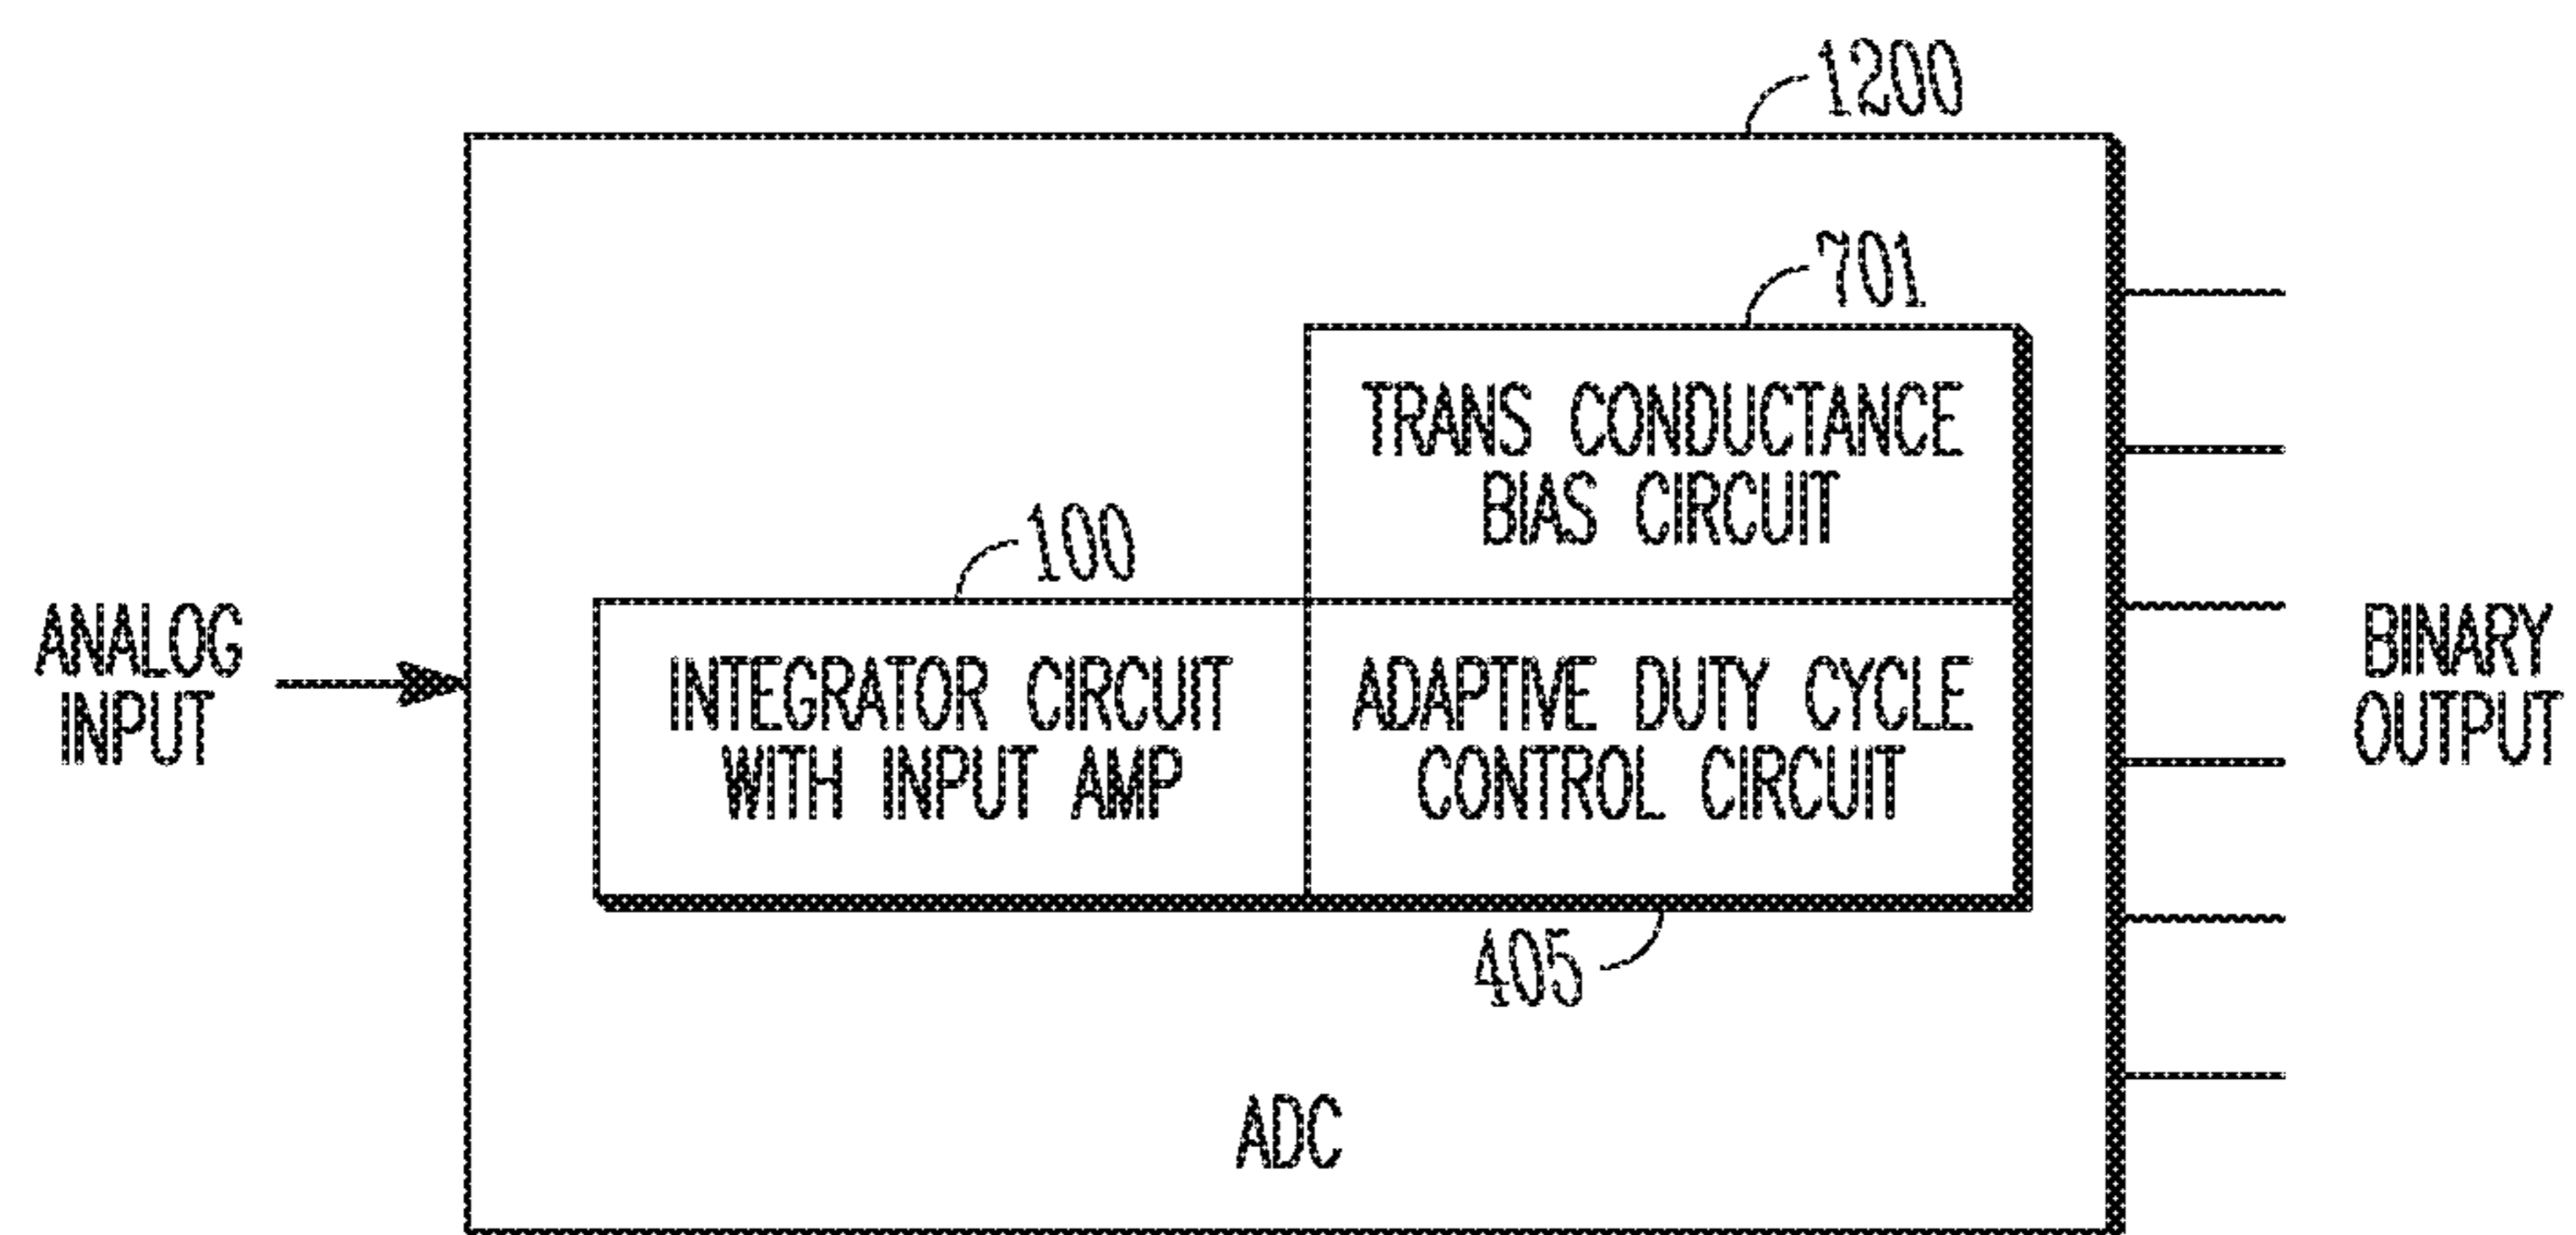 1200
701
TRANS CONDUCTANCE
BIAS CIRCUIT
100
ANALOG
INPUT
INTEGRATOR CIRCUIT
WITH INPUT AMP
ADAPTIVE DUTY CYCLE
CONTROL CIRCUIT
BINARY
OUTPUT
405
ADC